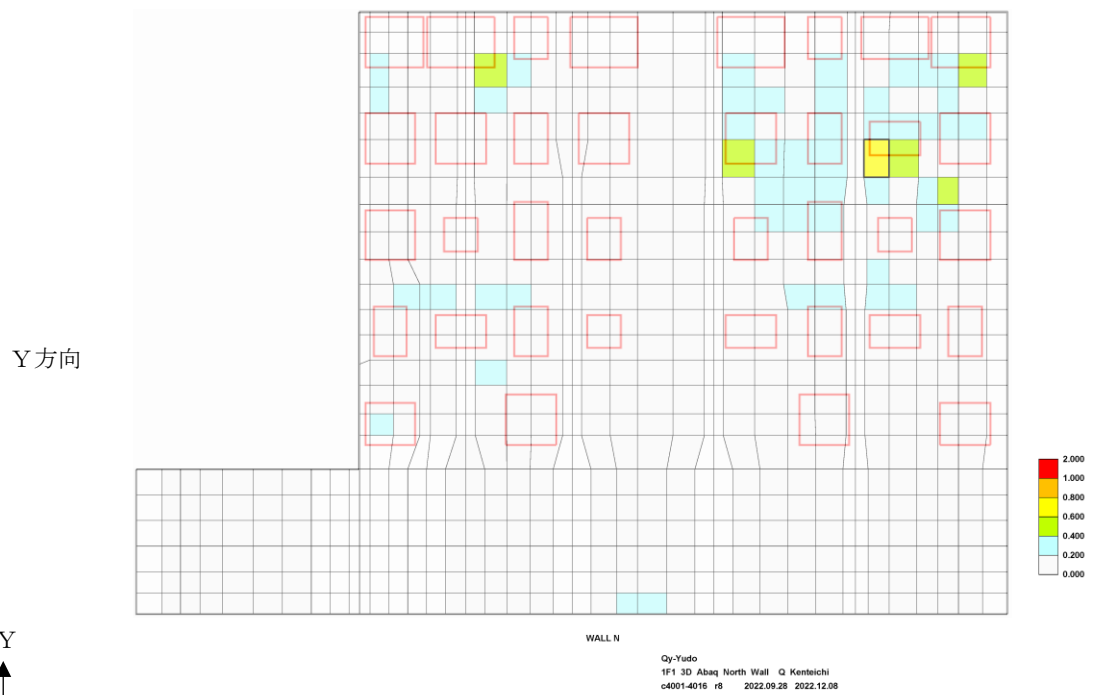 Y方向
2.000
1.000
0.800
0.600
0.400
0.200
0.000
Y
WALL N
Qy-Yudo
1F1 3D Abaq North Wall Q Kenteichi
c4001-4016 r8 2022.09.28 2022.12.08